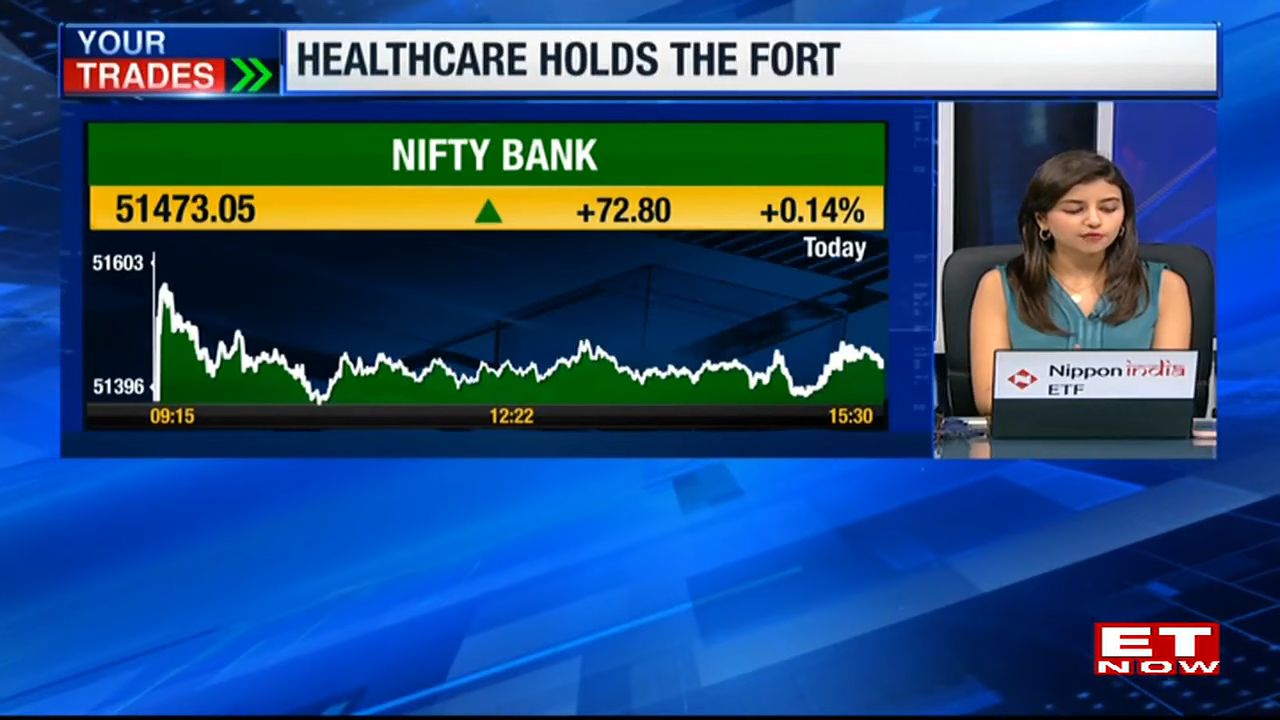 YOUR
TRADES
HEALTHCARE HOLDS THE FORT
NIFTY BANK
51473.05 +72.80 +0.14%
Today
51603
51396
09:15 12:22 15:30
Nippon india
ETF
ET
NOW